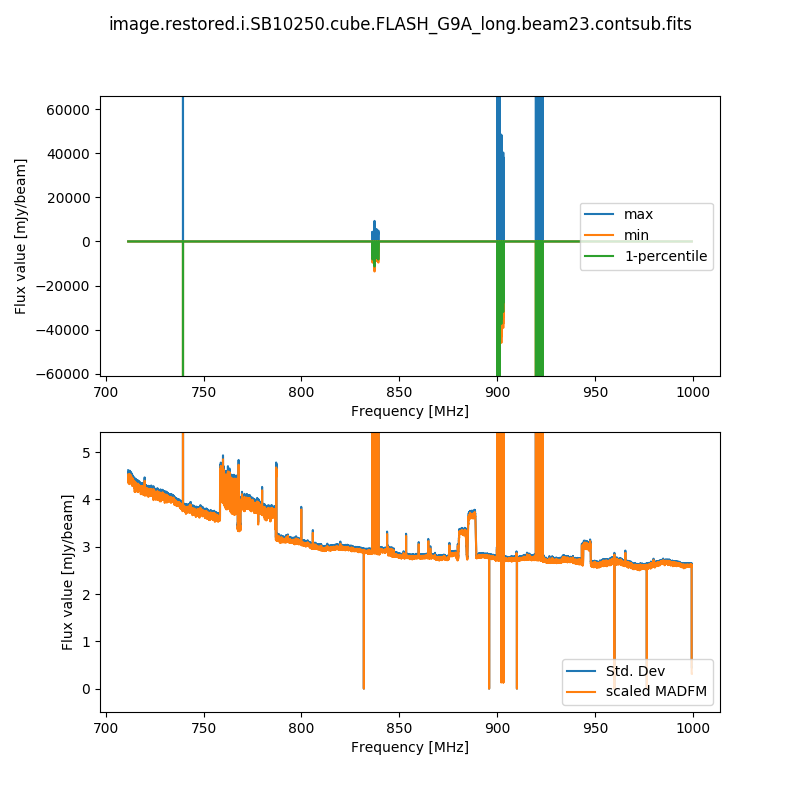 image.restored.i.SB10250.cube.FLASH_G9A_long.beam23.contsub.fits
60000
40000
20000
0
−20000
−40000
−60000
Flux value [mJy/beam]
max
min
1-percentile
700 750 800 850 900 950 1000
Frequency [MHz]
5
4
3
2
1
0
Flux value [mJy/beam]
Std. Dev
scaled MADFM
700 750 800 850 900 950 1000
Frequency [MHz]